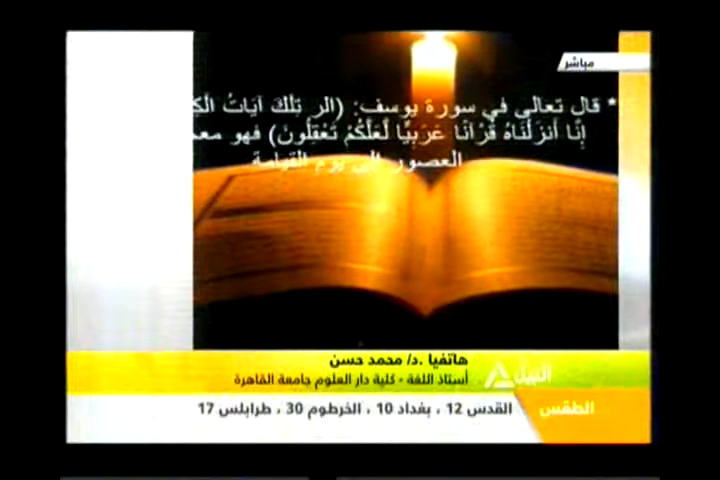 مباشر
* قال تعالى في سورة يوسف: (الر تِلْكَ آيَاتُ
إِنَّا أَنزَلْنَاهُ قُرْآنًا عَرَبِيًّا لَعَلَّكُمْ تَعْقِلُونَ) فهو
العصور الى يوم القيامة
هاتفيا .د/ محمد حسن
أستاذ اللغة - كلية دار العلوم جامعة القاهرة
النيل
الطقس القدس 12 ، بغداد 10 ، الخرطوم 30 ، طرابلس 17